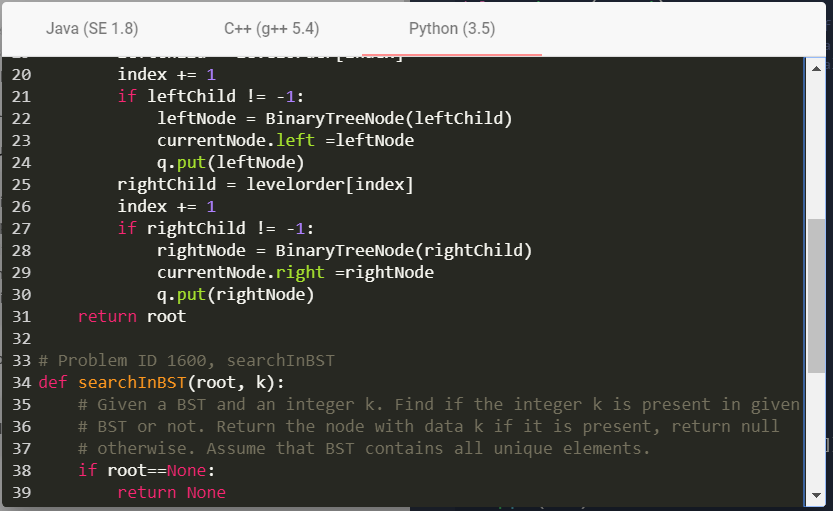 Java (SE 1.8) C++ (g++ 5.4) Python (3.5)
20 index += 1
21 if leftChild != -1:
22 leftNode = BinaryTreeNode(leftChild)
23 currentNode.left =leftNode
24 q.put(leftNode)
25 rightChild = levelorder[index]
26 index += 1
27 if rightChild != -1:
28 rightNode = BinaryTreeNode(rightChild)
29 currentNode.right =rightNode
30 q.put(rightNode)
31 return root
32
33 # Problem ID 1600, searchInBST
34 def searchInBST(root, k):
35 # Given a BST and an integer k. Find if the integer k is present in given
36 # BST or not. Return the node with data k if it is present, return null
37 # otherwise. Assume that BST contains all unique elements.
38 if root==None:
39 return None